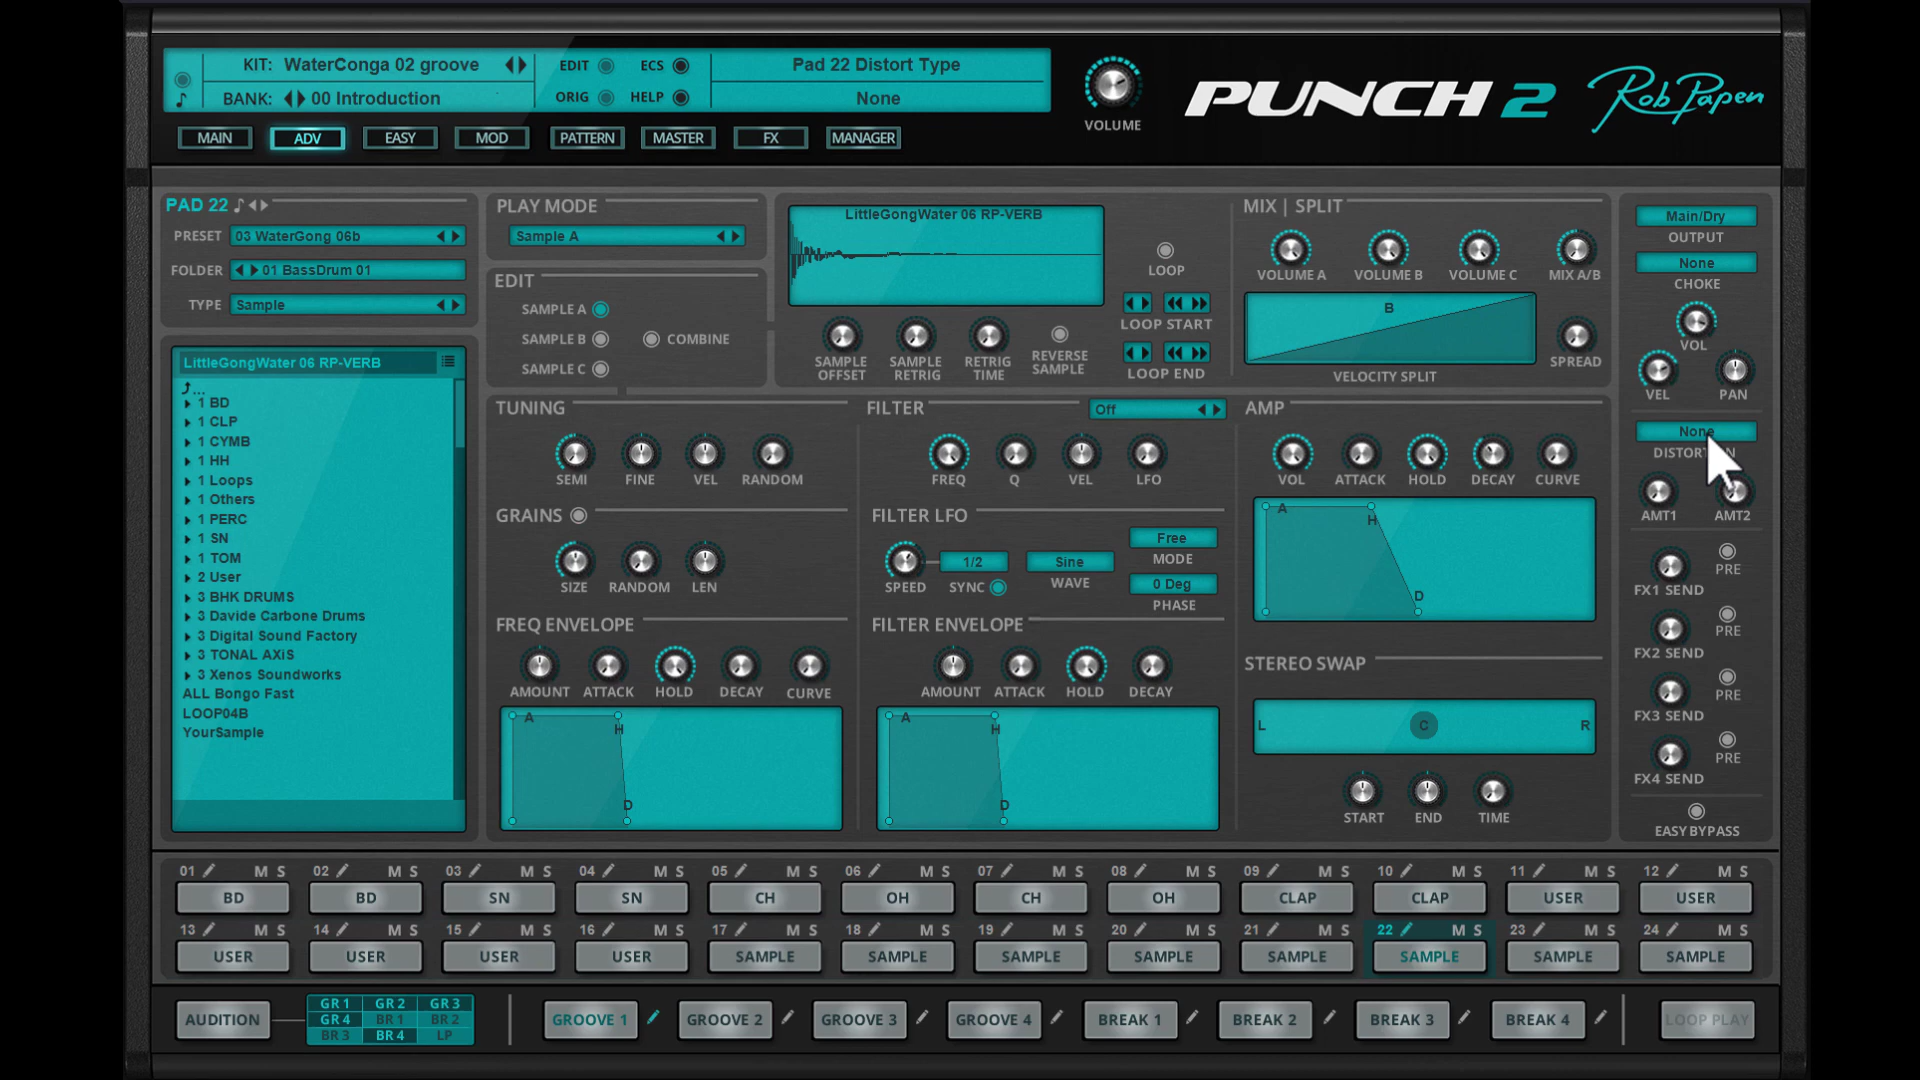 KIT: WaterConga 02 groove
BANK: 00 Introduction
EDIT ECS
ORIG HELP
Pad 22 Distort Type
None
VOLUME
PUNCH 2
Rob Papen
MAIN ADV EASY MOD PATTERN MASTER FX MANAGER
PAD 22
PRESET 03 WaterGong 06b
FOLDER 01 BassDrum 01
TYPE Sample
LittleGongWater 06 RP-VERB
...
1 BD
1 CLP
1 CYMB
1 HH
1 Loops
1 Others
1 PERC
1 SN
1 TOM
2 User
3 BHK DRUMS
3 Davide Carbone Drums
3 Digital Sound Factory
3 TONAL AXiS
3 Xenos Soundworks
ALL Bongo Fast
LOOP04B
YourSample
PLAY MODE
Sample A
EDIT
SAMPLE A
SAMPLE B COMBINE
SAMPLE C
LittleGongWater 06 RP-VERB
SAMPLE OFFSET
SAMPLE RETRIG
RETRIG TIME
REVERSE SAMPLE
LOOP
LOOP START
LOOP END
MIX | SPLIT
VOLUME A VOLUME B VOLUME C MIX A/B
B
VELOCITY SPLIT
SPREAD
TUNING
SEMI FINE VEL RANDOM
GRAINS
SIZE RANDOM LEN
FREQ ENVELOPE
AMOUNT ATTACK HOLD DECAY CURVE
A
H
D
FILTER Off
FREQ Q VEL LFO
FILTER LFO
SPEED 1/2 SYNC Sine WAVE
Free
MODE
0 Deg
PHASE
FILTER ENVELOPE
AMOUNT ATTACK HOLD DECAY
A
H
D
AMP
VOL ATTACK HOLD DECAY CURVE
A
H
D
STEREO SWAP
L C R
START END TIME
Main/Dry
OUTPUT
None
CHOKE
VOL
VEL PAN
None
AMT1 AMT2
PRE
FX1 SEND
PRE
FX2 SEND
PRE
FX3 SEND
PRE
FX4 SEND
EASY BYPASS
01 M S 02 M S 03 M S 04 M S 05 M S 06 M S 07 M S 08 M S 09 M S 10 M S 11 M S 12 M S
BD BD SN SN CH OH CH OH CLAP CLAP USER USER
13 M S 14 M S 15 M S 16 M S 17 M S 18 M S 19 M S 20 M S 21 M S 22 M S 23 M S 24 M S
USER USER USER USER SAMPLE SAMPLE SAMPLE SAMPLE SAMPLE SAMPLE SAMPLE SAMPLE
AUDITION
GR 1 GR 2 GR 3
GR 4 BR 1 BR 2
BR 3 BR 4 LP
GROOVE 1 GROOVE 2 GROOVE 3 GROOVE 4 BREAK 1 BREAK 2 BREAK 3 BREAK 4 LOOP PLAY